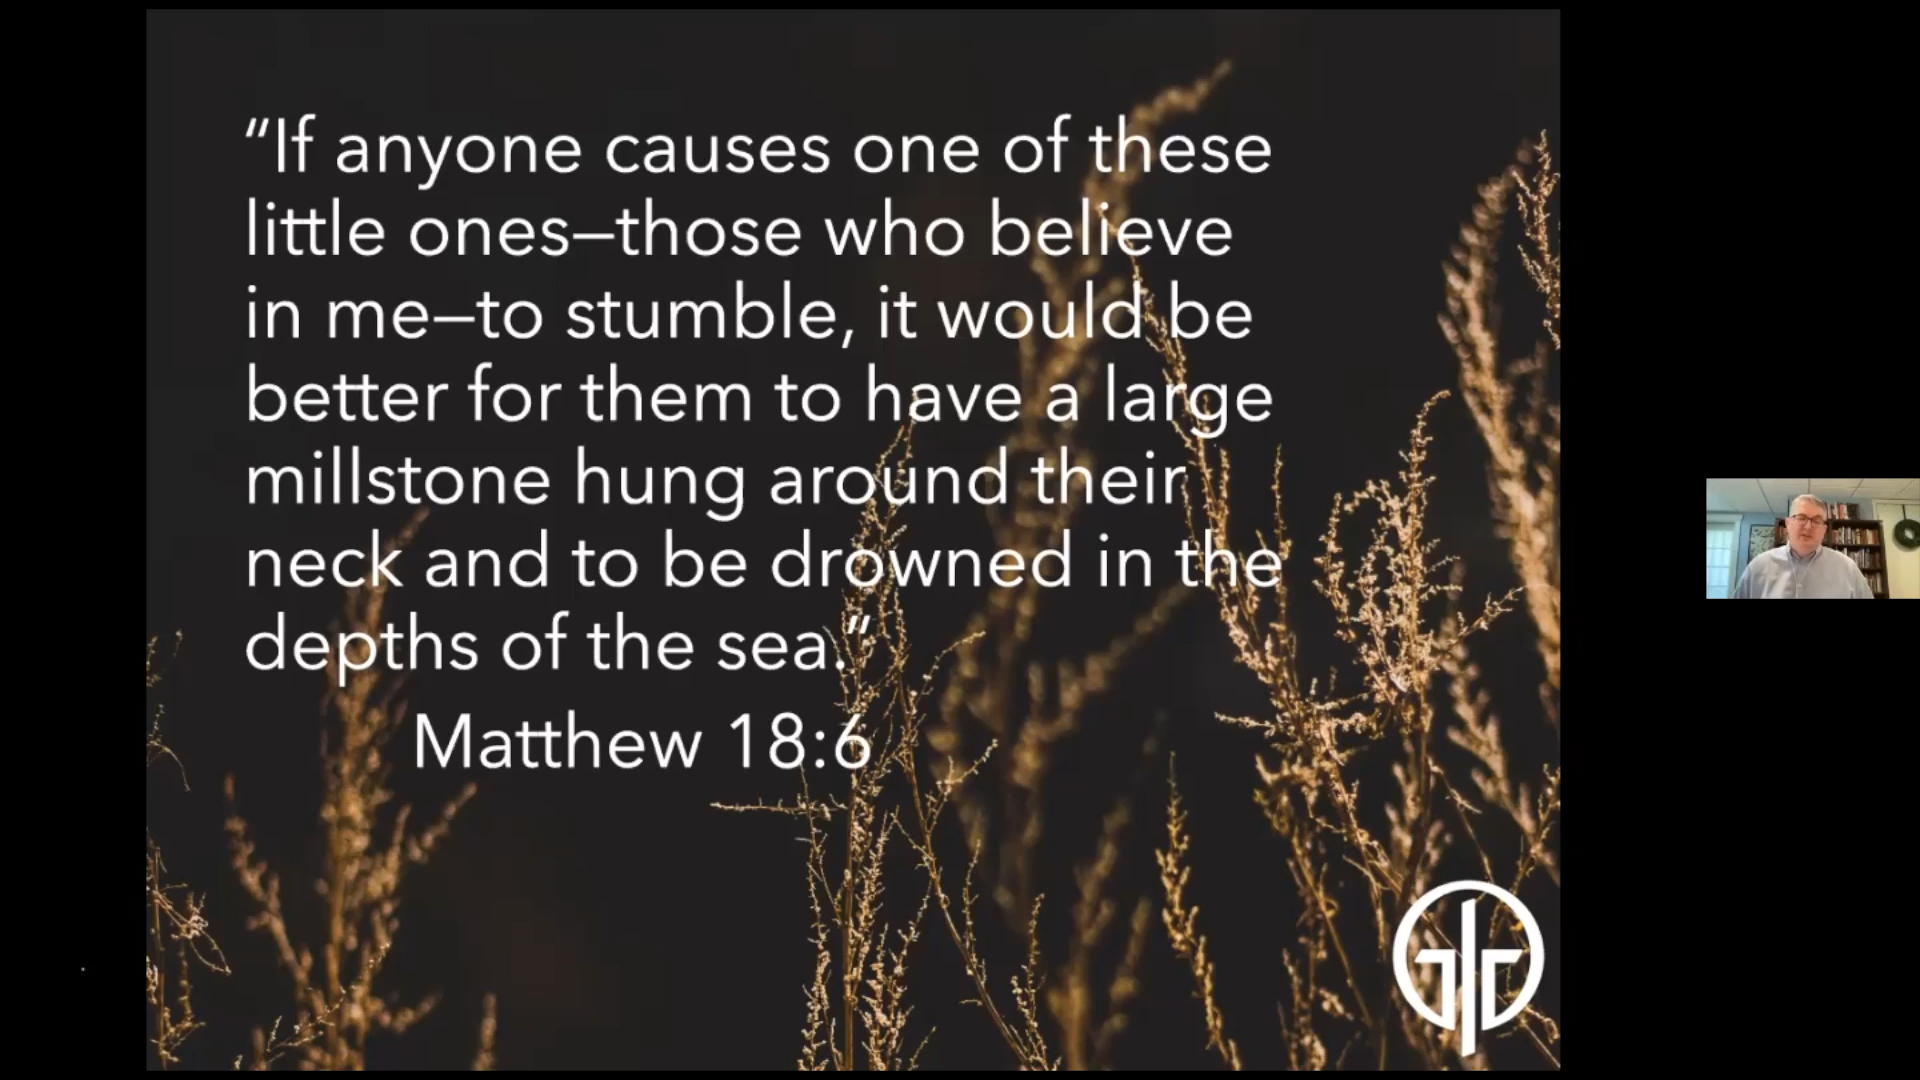 “If anyone causes one of these
little ones—those who believe
in me—to stumble, it would be
better for them to have a large
millstone hung around their
neck and to be drowned in the
depths of the sea.”
Matthew 18:6